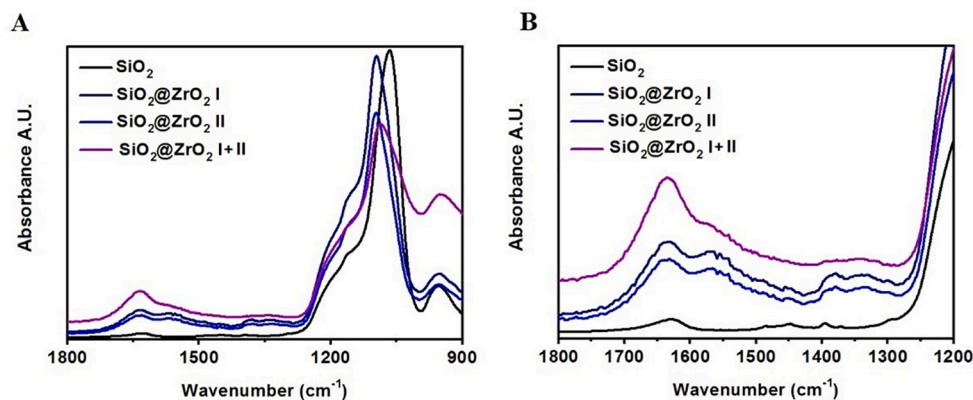 A
SiO2
SiO2@ZrO2 I
SiO2@ZrO2 II
SiO2@ZrO2 I+II
Absorbance A.U.
1800 1500 1200 900
Wavenumber (cm-1)
B
SiO2
SiO2@ZrO2 I
SiO2@ZrO2 II
SiO2@ZrO2 I+II
Absorbance A.U.
1800 1700 1600 1500 1400 1300 1200
Wavenumber (cm-1)